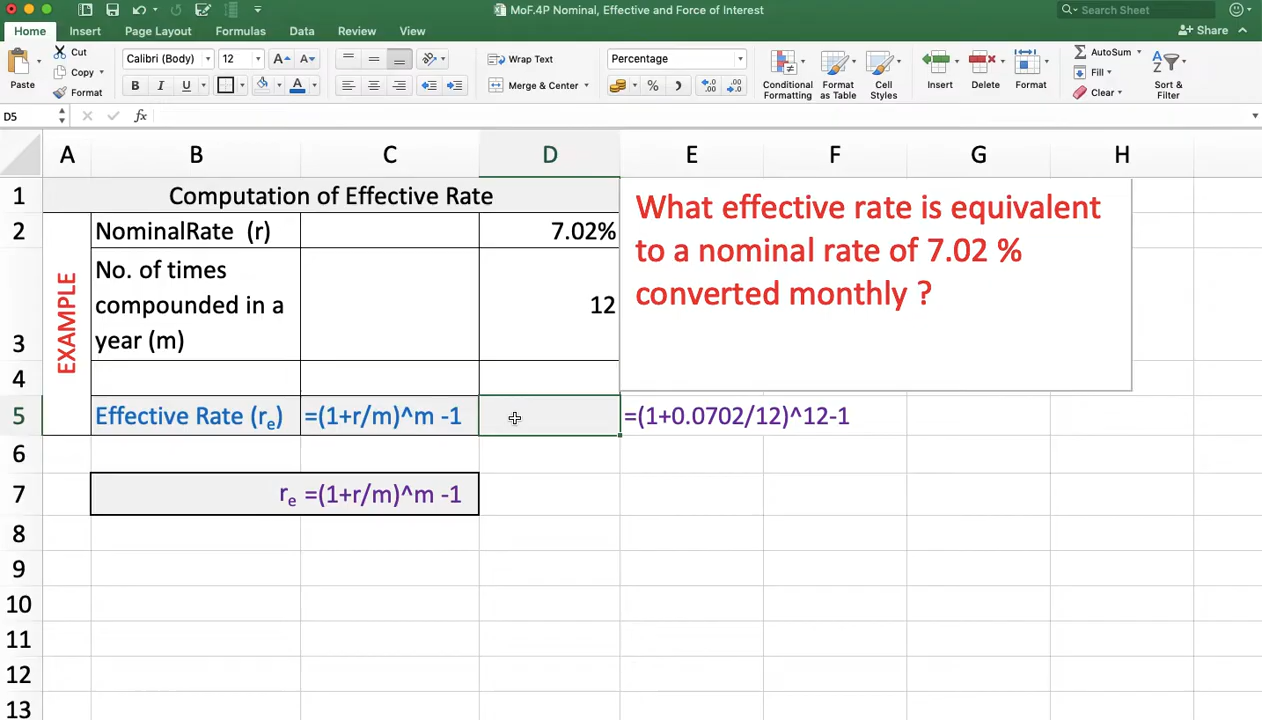 MoF.4P Nominal, Effective and Force of Interest
Search Sheet
Home Insert Page Layout Formulas Data Review View
Share
Paste
Cut
Copy
Format
Calibri (Body) 12
A A
B I U A
Wrap Text
Merge & Center
Percentage
%
Conditional Formatting
Format as Table
Cell Styles
Insert
Delete
Format
AutoSum
Fill
Clear
Sort & Filter
D5 fx
A B C D E F G H
1 Computation of Effective Rate
2 NominalRate (r) 7.02%
No. of times
compounded in a 12
3 year (m)
EXAMPLE
What effective rate is equivalent
to a nominal rate of 7.02 %
converted monthly ?
4
5 Effective Rate (re) =(1+r/m)^m -1 =(1+0.0702/12)^12-1
6
7 re =(1+r/m)^m -1
8
9
10
11
12
13